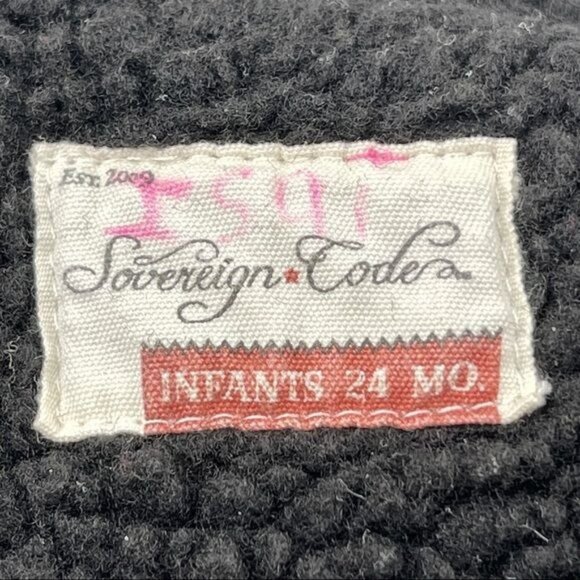 EST. 2009
Sovereign ★ Code
INFANTS 24 MO.